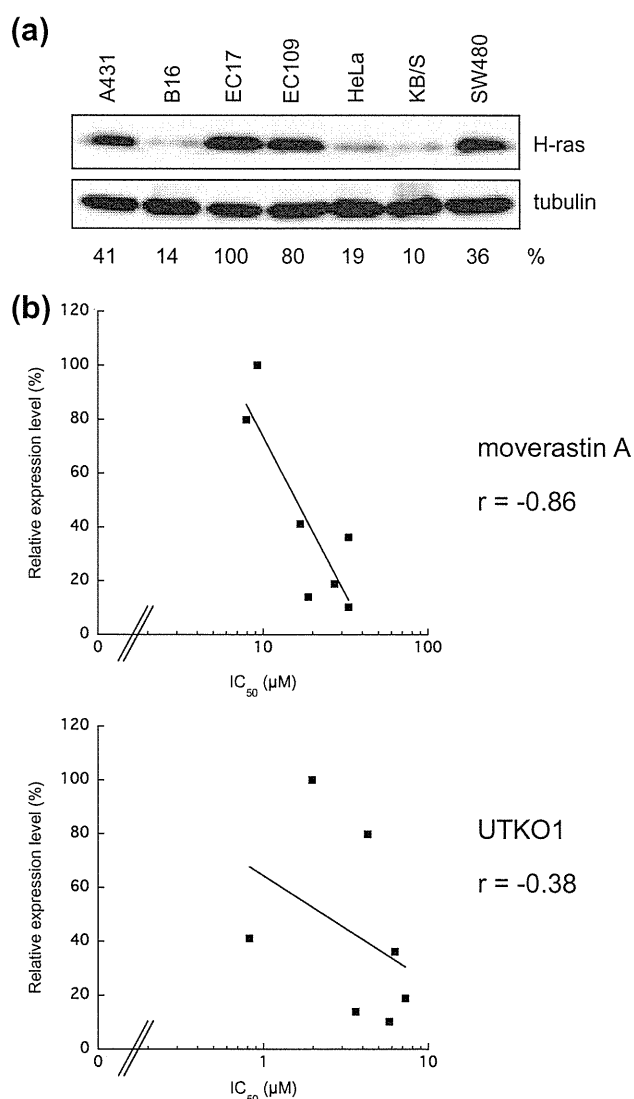 (a)
A431 B16 EC17 EC109 HeLa KB/S SW480
H-ras
tubulin
41 14 100 80 19 10 36 %
(b)
120
100
80
60
40
20
0
Relative expression level (%)
0 10 100
IC50 (µM)
moverastin A
r = -0.86
120
100
80
60
40
20
0
Relative expression level (%)
0 1 10
IC50 (µM)
UTKO1
r = -0.38